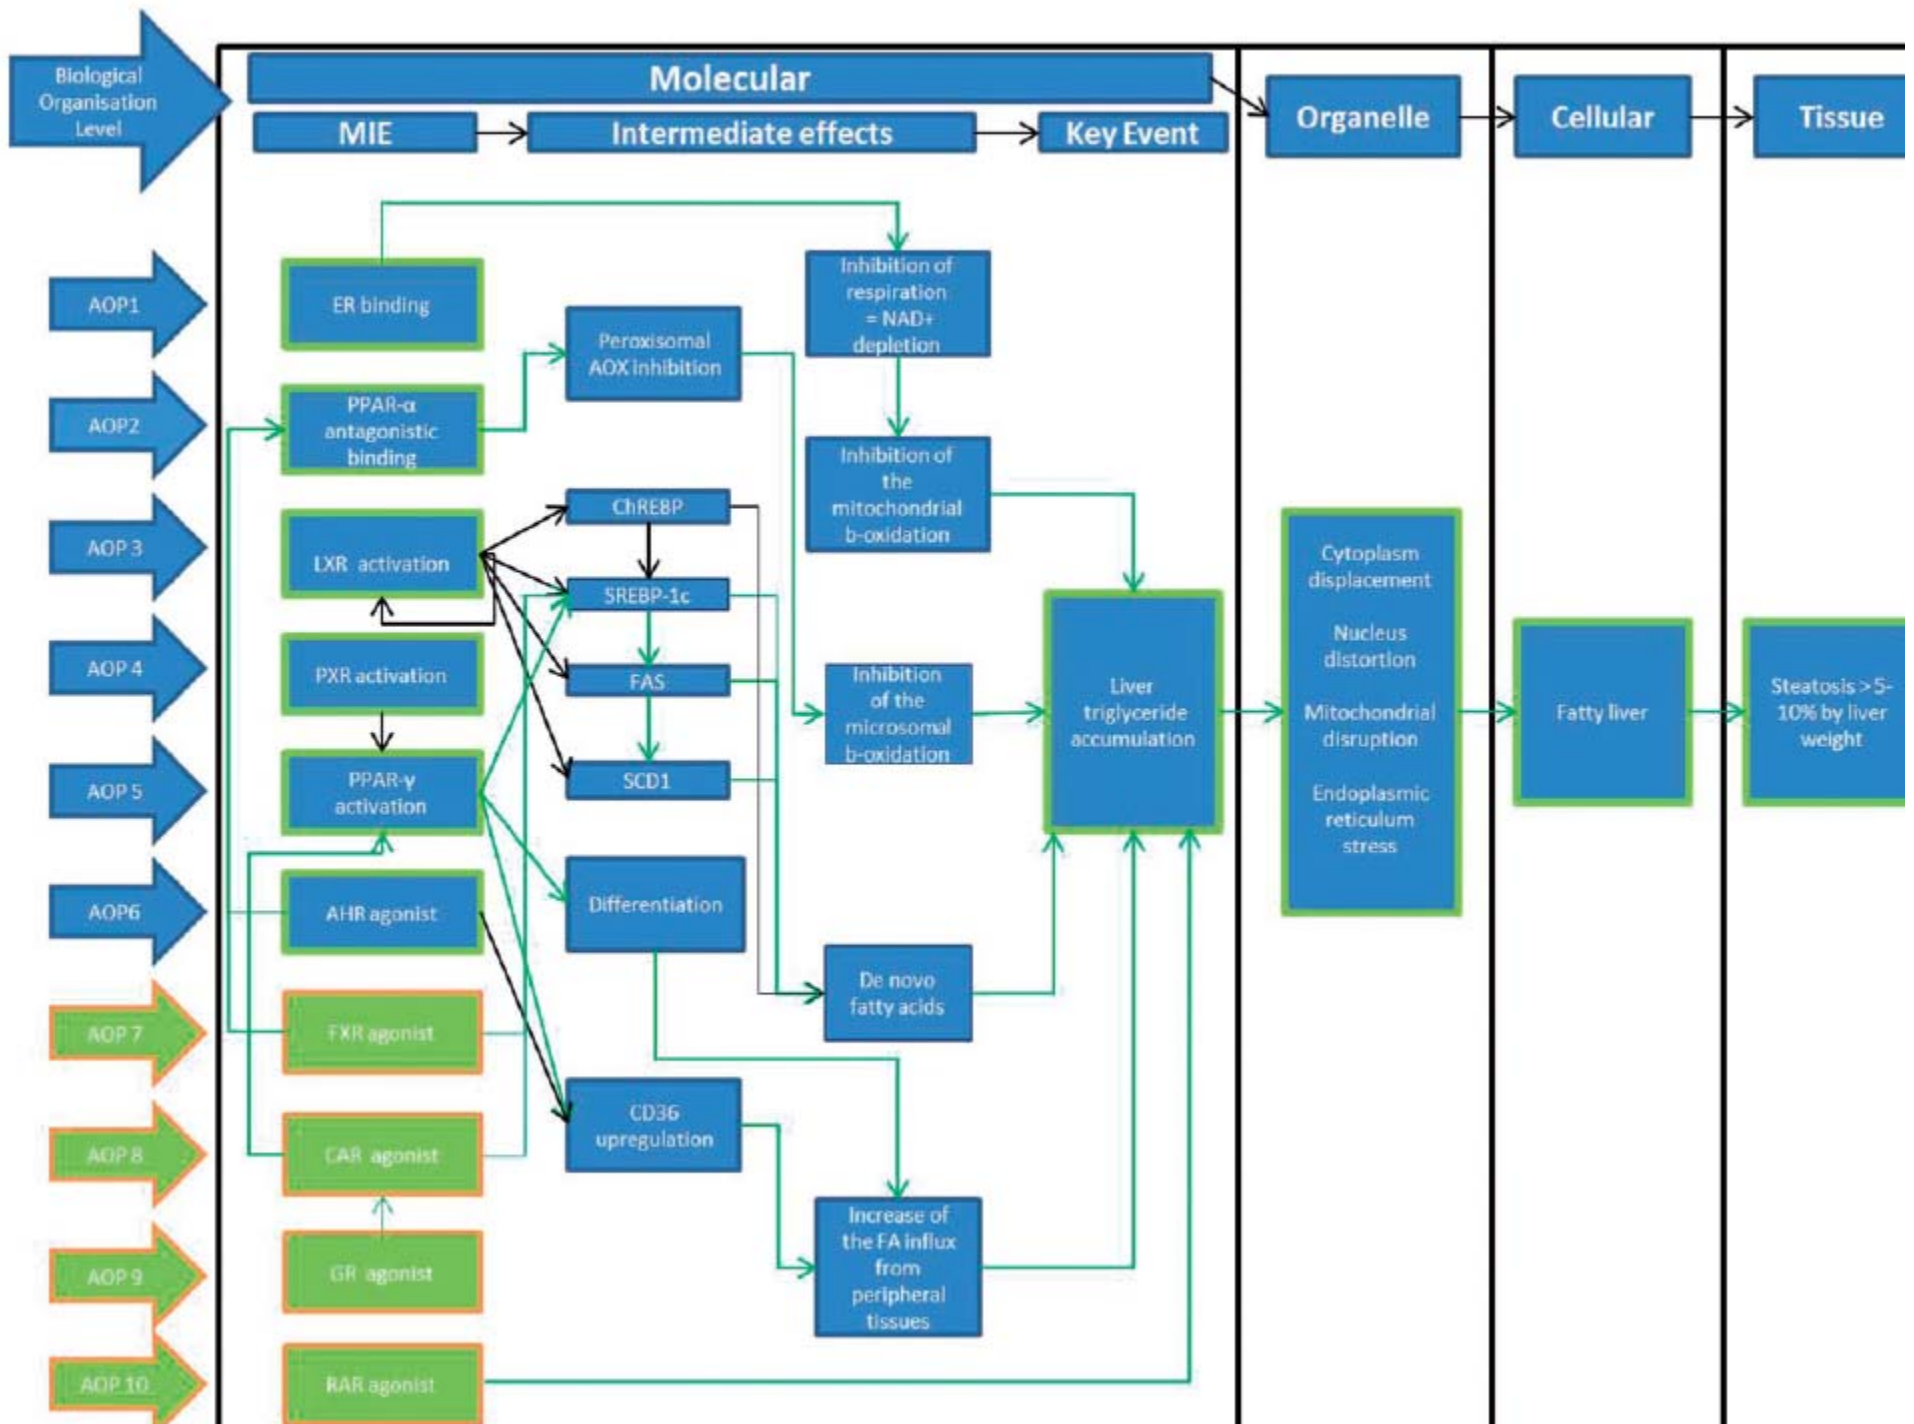 Biological
Organisation
Level
Molecular
MIE
Intermediate effects
Key Event
Organelle
Cellular
Tissue
AOP1
AOP2
AOP 3
AOP 4
AOP 5
AOP6
AOP 7
AOP 8
AOP 9
AOP 10
ER binding
PPAR-α
antagonistic
binding
LXR activation
PXR activation
PPAR-γ
activation
AHR agonist
FXR agonist
CAR agonist
GR agonist
RAR agonist
Peroxisomal
AOX inhibition
ChREBP
SREBP-1c
FAS
SCD1
Differentiation
CD36
upregulation
Inhibition of
respiration
= NAD+
depletion
Inhibition of
the
mitochondrial
b-oxidation
Inhibition
of the
microsomal
b-oxidation
De novo
fatty acids
Increase of
the FA influx
from
peripheral
tissues
Liver
triglyceride
accumulation
Cytoplasm
displacement
Nucleus
distortion
Mitochondrial
disruption
Endoplasmic
reticulum
stress
Fatty liver
Steatosis >5-
10% by liver
weight